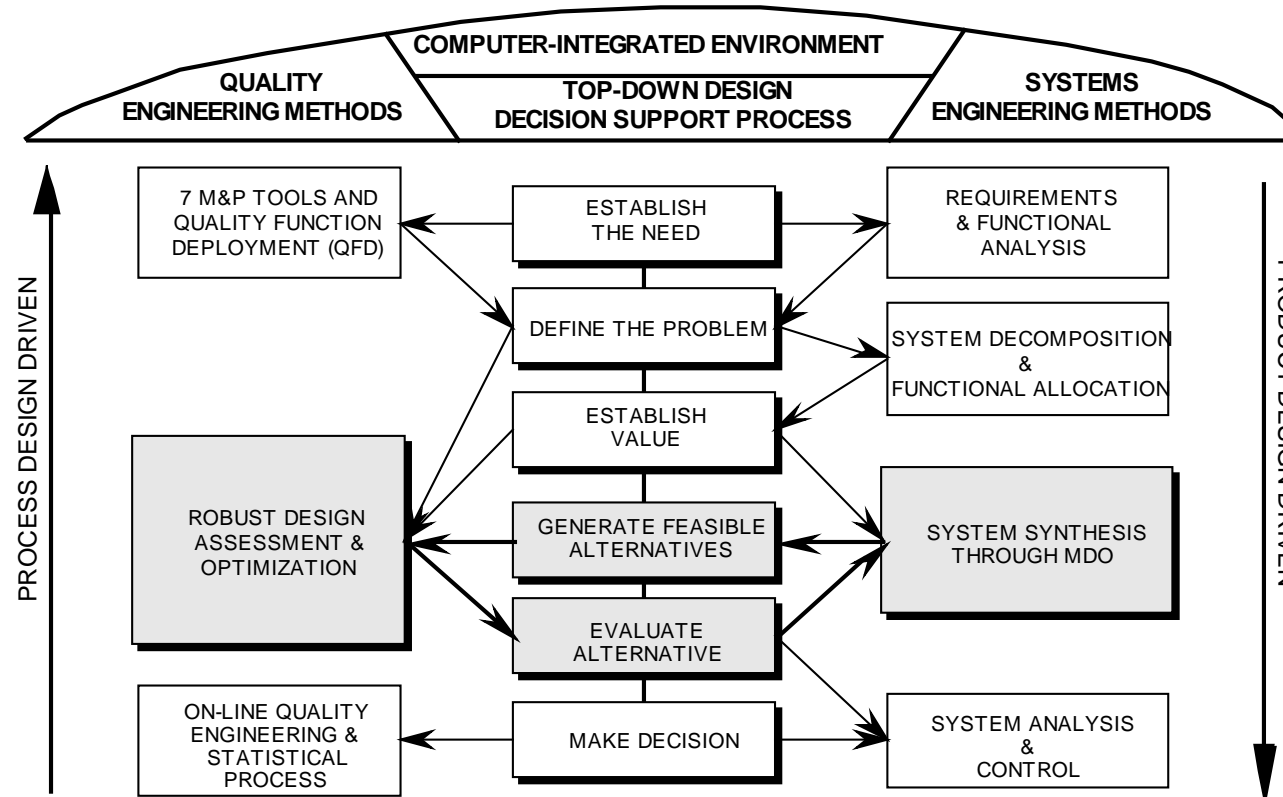 COMPUTER-INTEGRATED ENVIRONMENT
QUALITY
ENGINEERING METHODS
TOP-DOWN DESIGN
DECISION SUPPORT PROCESS
SYSTEMS
ENGINEERING METHODS
PROCESS DESIGN DRIVEN
7 M&P TOOLS AND
QUALITY FUNCTION
DEPLOYMENT (QFD)
ESTABLISH
THE NEED
REQUIREMENTS
& FUNCTIONAL
ANALYSIS
DEFINE THE PROBLEM
SYSTEM DECOMPOSITION
&
FUNCTIONAL ALLOCATION
ESTABLISH
VALUE
ROBUST DESIGN
ASSESSMENT &
OPTIMIZATION
GENERATE FEASIBLE
ALTERNATIVES
SYSTEM SYNTHESIS
THROUGH MDO
EVALUATE
ALTERNATIVE
ON-LINE QUALITY
ENGINEERING &
STATISTICAL
PROCESS
MAKE DECISION
SYSTEM ANALYSIS
&
CONTROL
PRODUCT DESIGN DRIVEN